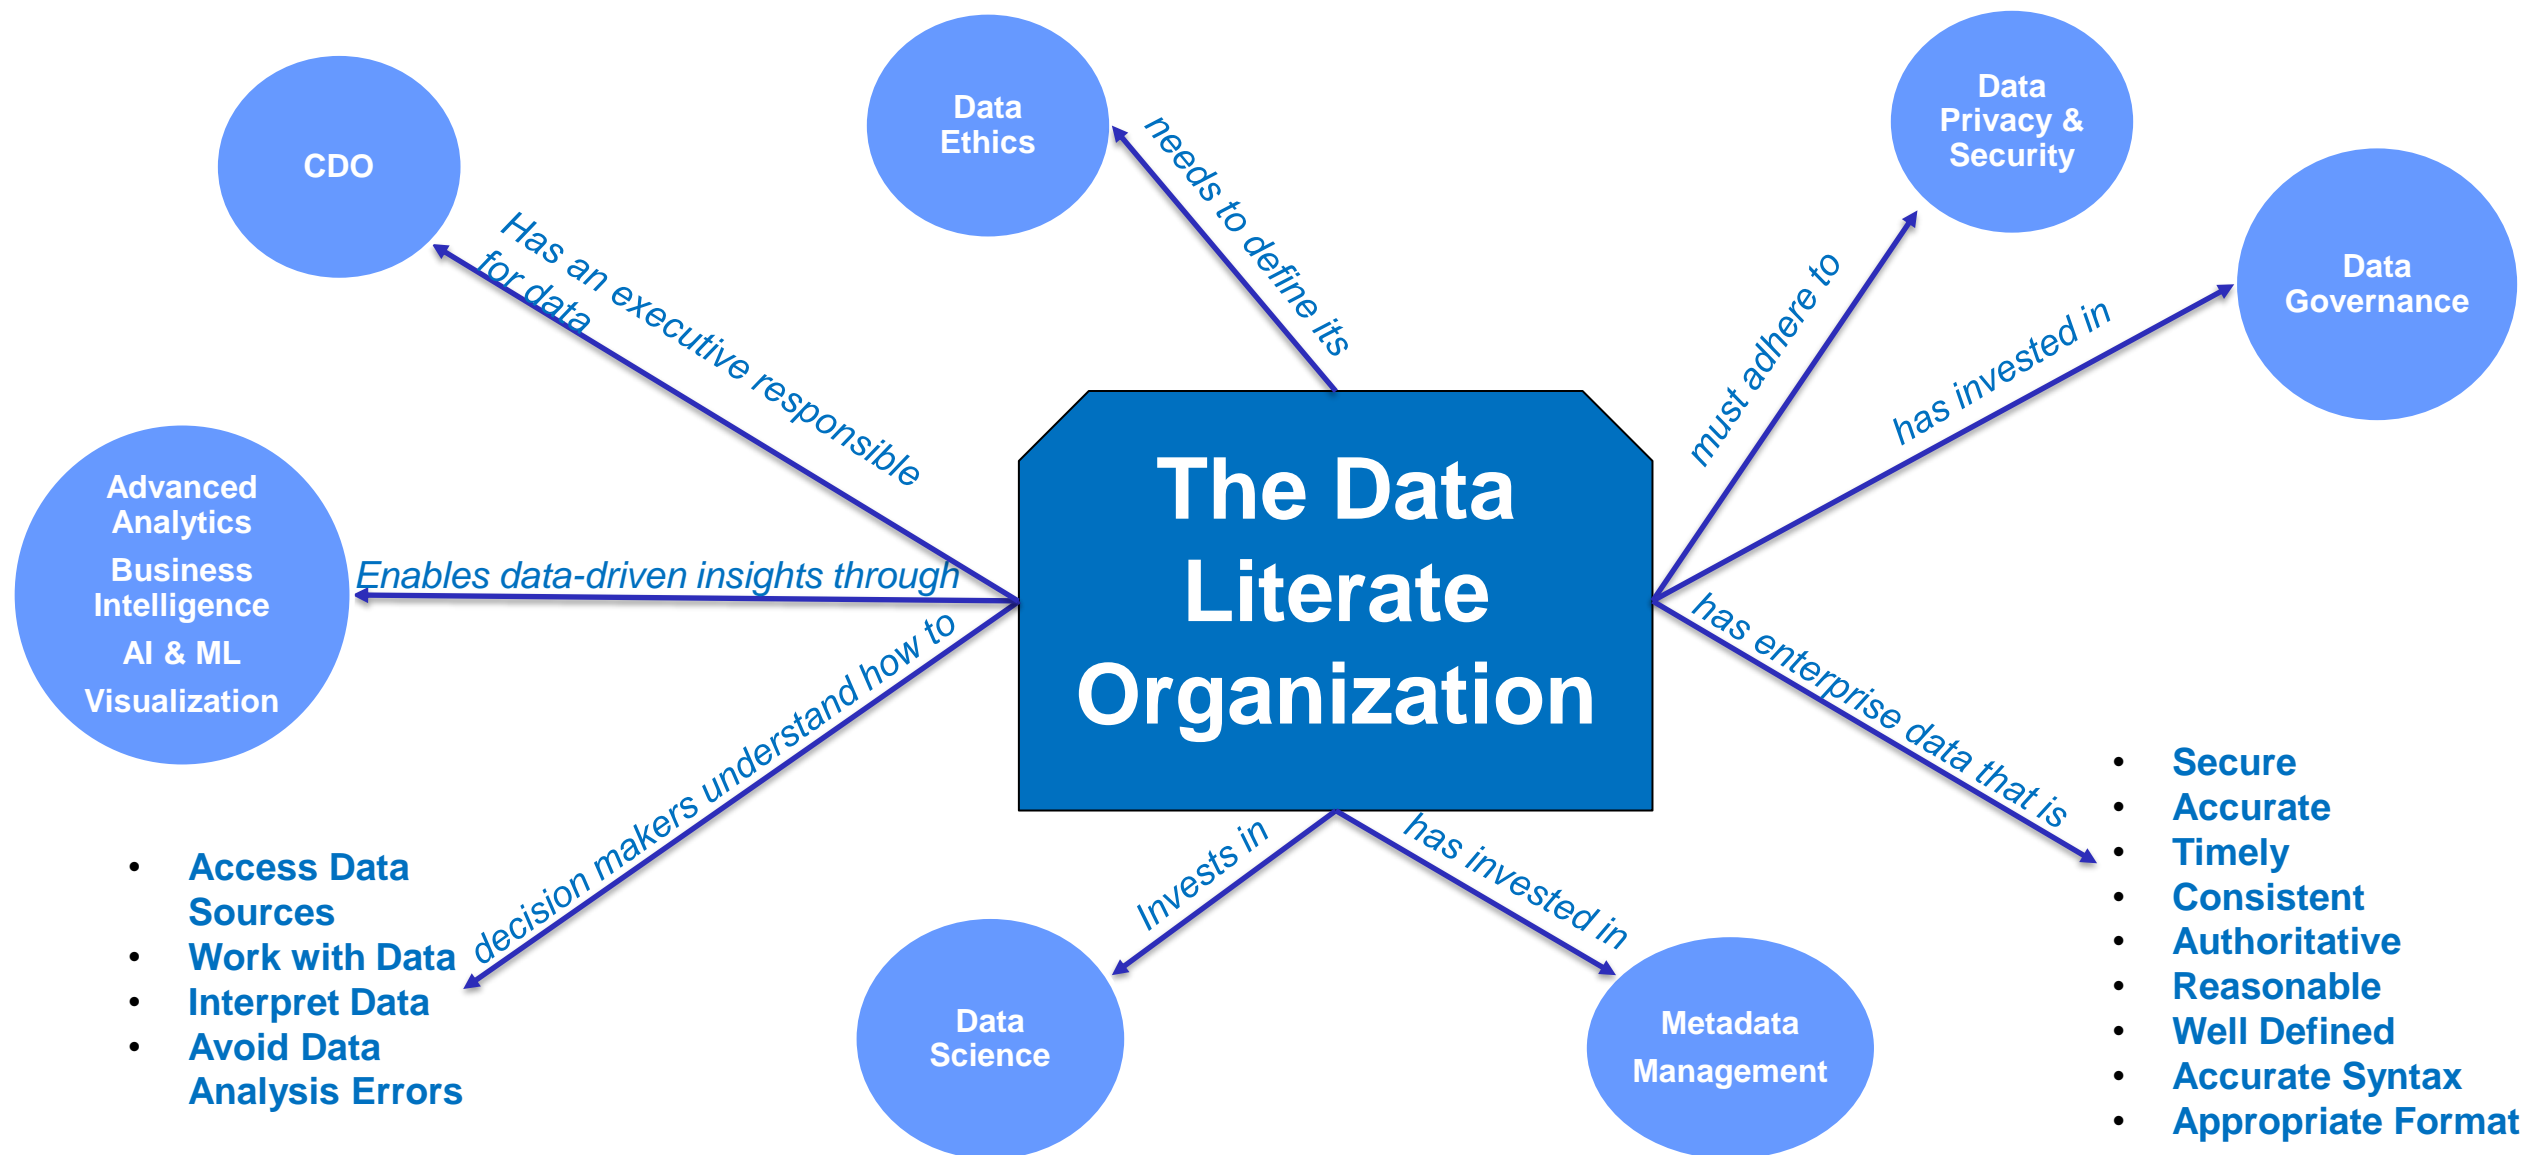 CDO
Data
Ethics
Data
Privacy &
Security
Data
Governance
Has an executive responsible
for data
needs to define its
must adhere to
has invested in
Advanced
Analytics
Business
Intelligence
AI & ML
Visualization
Enables data-driven insights through
The Data
Literate
Organization
decision makers understand how to
has enterprise data that is
• Access Data
Sources
• Work with Data
• Interpret Data
• Avoid Data
Analysis Errors
Invests in
has invested in
Data
Science
Metadata
Management
• Secure
• Accurate
• Timely
• Consistent
• Authoritative
• Reasonable
• Well Defined
• Accurate Syntax
• Appropriate Format